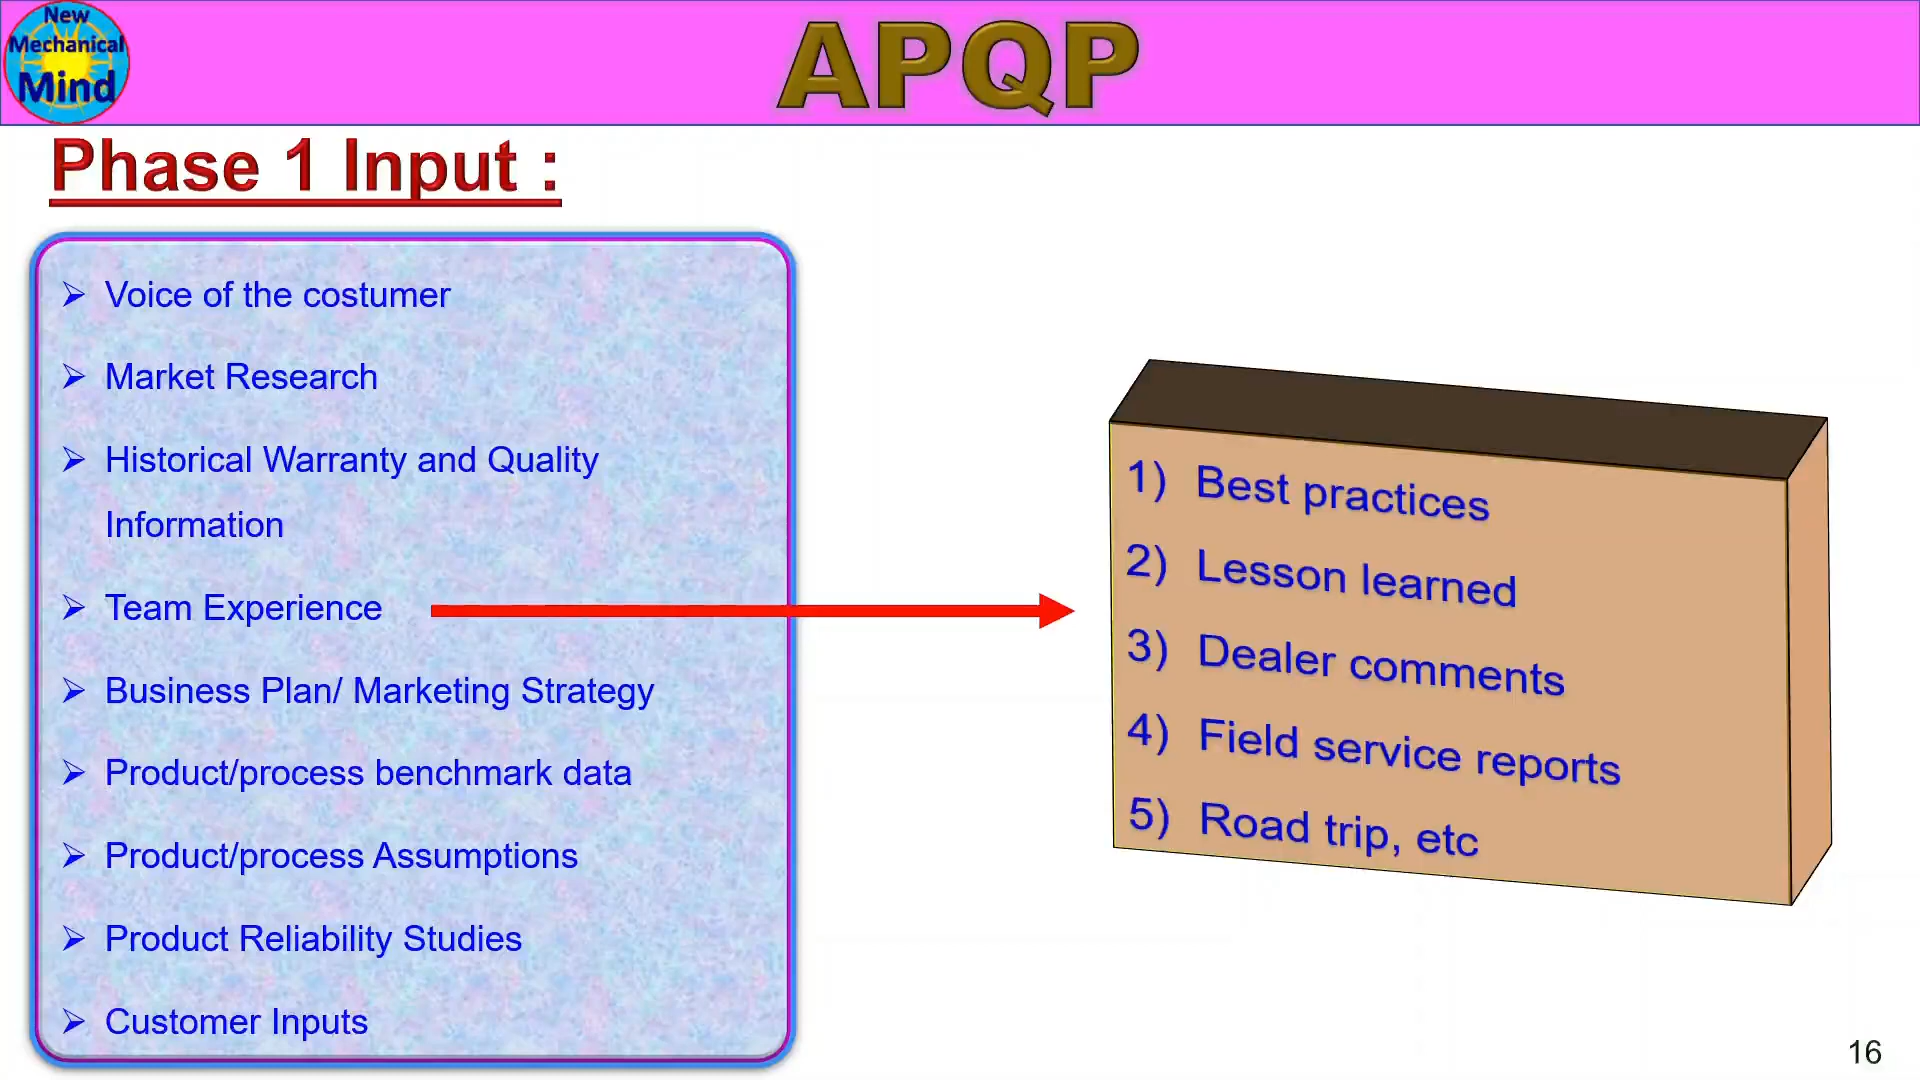 New
Mechanical
Mind
APQP
Phase 1 Input :
➢ Voice of the costumer
➢ Market Research
➢ Historical Warranty and Quality
Information
➢ Team Experience
➢ Business Plan/ Marketing Strategy
➢ Product/process benchmark data
➢ Product/process Assumptions
➢ Product Reliability Studies
➢ Customer Inputs
1) Best practices
2) Lesson learned
3) Dealer comments
4) Field service reports
5) Road trip, etc
16